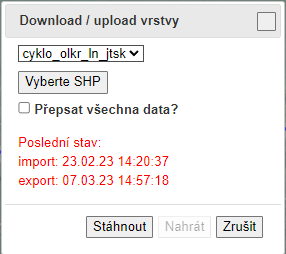 Download / upload vrstvy
cyklo_olkr_ln_jtsk
Vyberte SHP
Přepsat všechna data?
Poslední stav:
import: 23.02.23 14:20:37
export: 07.03.23 14:57:18
Stáhnout Nahrát Zrušit